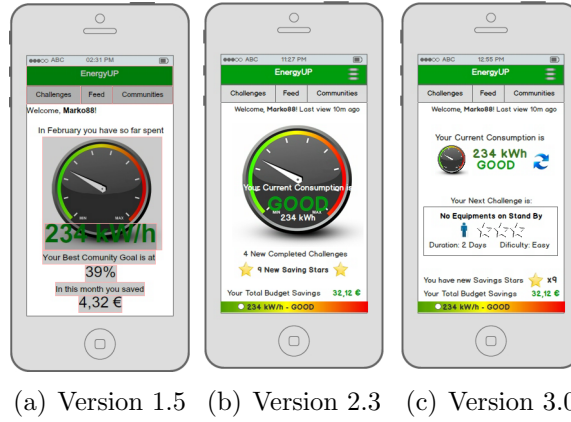 ABC 02:31 PM
EnergyUP
Challenges Feed Communities
Welcome, Marko88!
In February you have so far spent
MIN MAX
234 kW/h
Your Best Comunity Goal is at
39%
In this month you saved
4,32 €
(a) Version 1.5
ABC 11:27 PM
EnergyUP
Challenges Feed Communities
Welcome, Marko88! Last view 10m ago
Your Current Consumption is
GOOD
MIN MAX
234 kWh
4 New Completed Challenges
9 New Saving Stars
Your Total Budget Savings 32,12 €
234 kW/h - GOOD
(b) Version 2.3
ABC 12:55 PM
EnergyUP
Challenges Feed Communities
Welcome, Marko88! Last view 10m ago
Your Current Consumption is
234 kWh
GOOD
Your Next Challenge is:
No Equipments on Stand By
Duration: 2 Days Dificulty: Easy
You have new Savings Stars x9
Your Total Budget Savings 32,12 €
234 kW/h - GOOD
(c) Version 3.0